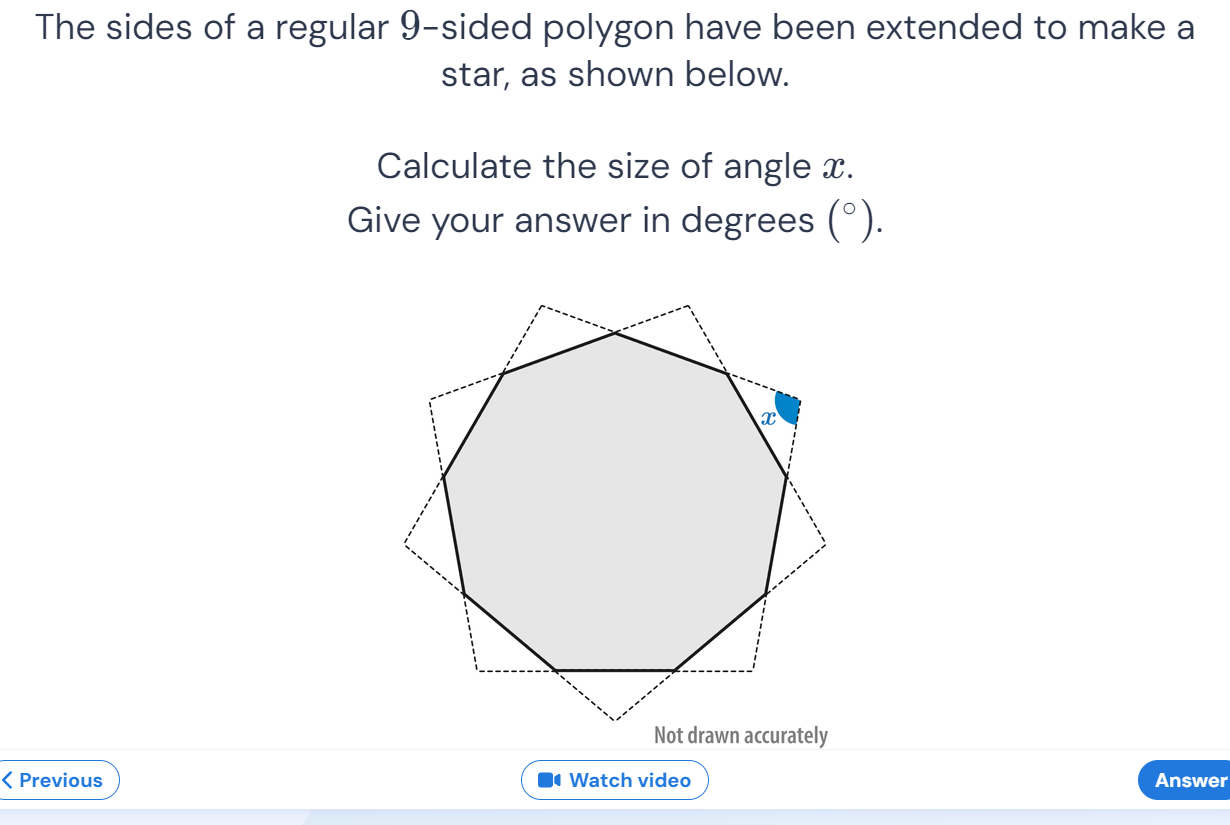 The sides of a regular 9-sided polygon have been extended to make a
star, as shown below.
Calculate the size of angle x.
Give your answer in degrees (°).
x
Not drawn accurately
Previous
Watch video
Answer